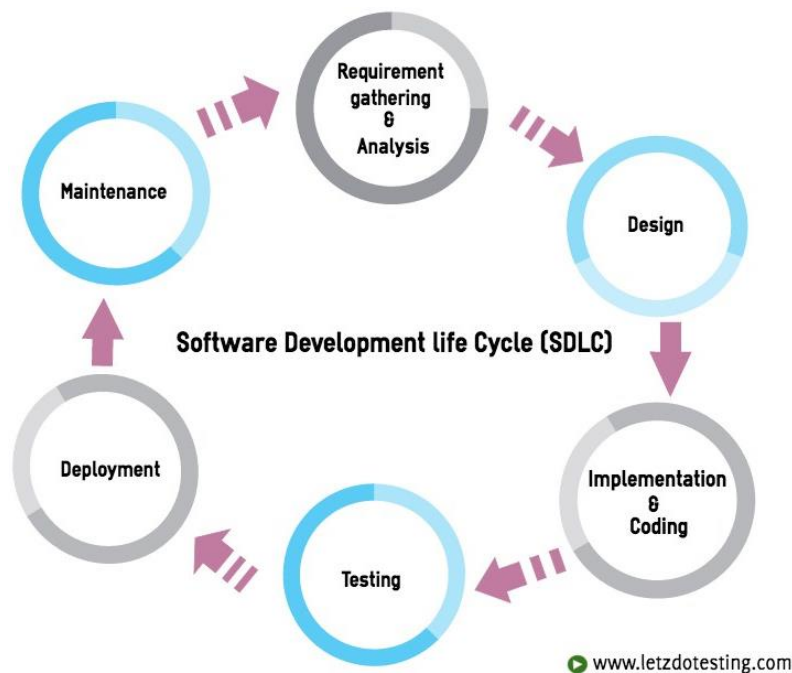 Requirement
gathering
&
Analysis
Design
Implementation
&
Coding
Testing
Deployment
Maintenance
Software Development life Cycle (SDLC)
www.letzdotesting.com